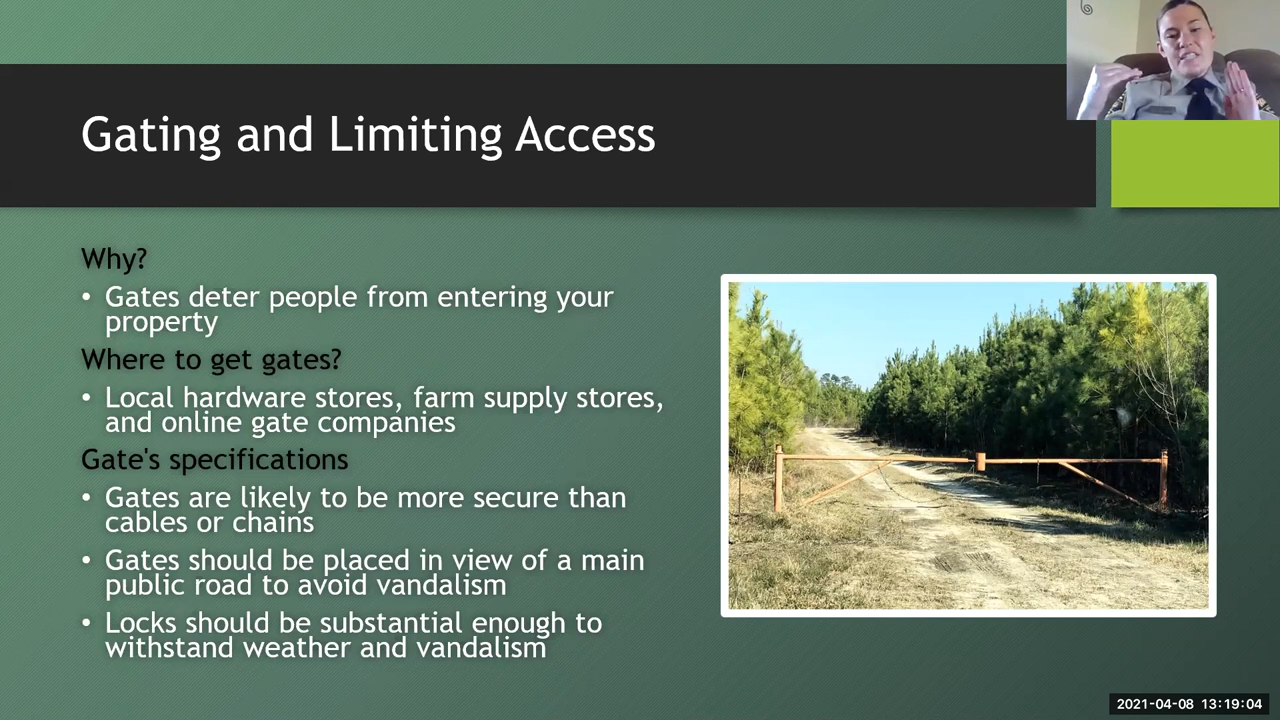 Gating and Limiting Access
Why?
• Gates deter people from entering your
property
Where to get gates?
• Local hardware stores, farm supply stores,
and online gate companies
Gate's specifications
• Gates are likely to be more secure than
cables or chains
• Gates should be placed in view of a main
public road to avoid vandalism
• Locks should be substantial enough to
withstand weather and vandalism
2021-04-08 13:19:04